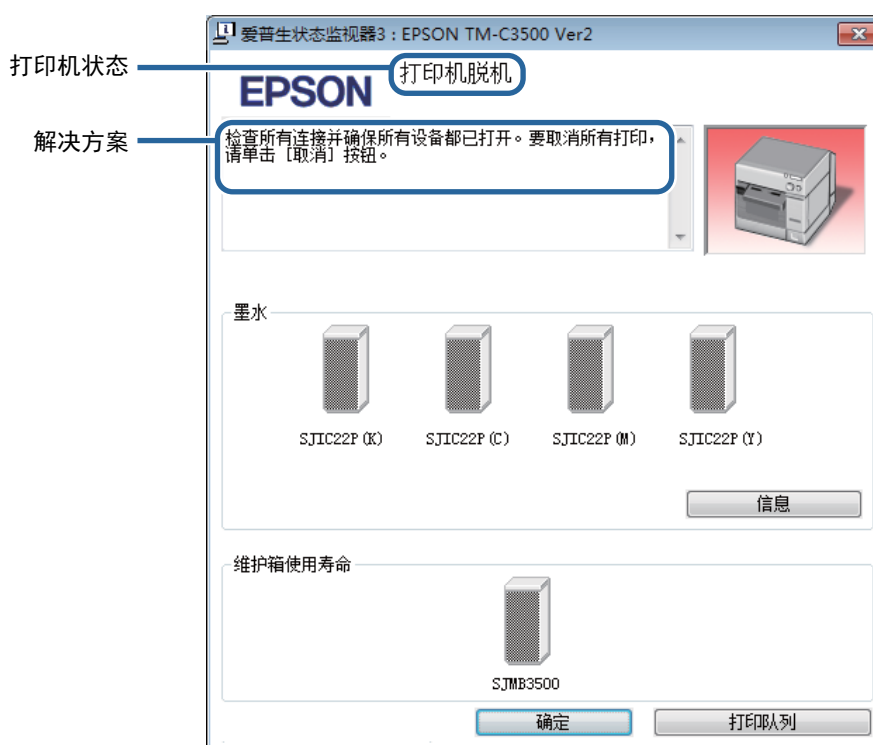 爱普生状态监视器3 : EPSON TM-C3500 Ver2
打印机状态
打印机脱机
EPSON
解决方案
检查所有连接并确保所有设备都已打开。要取消所有打印，
请单击 [取消] 按钮。
墨水
SJIC22P(K) SJIC22P(C) SJIC22P(M) SJIC22P(Y)
信息
维护箱使用寿命
SJMB3500
确定 打印队列